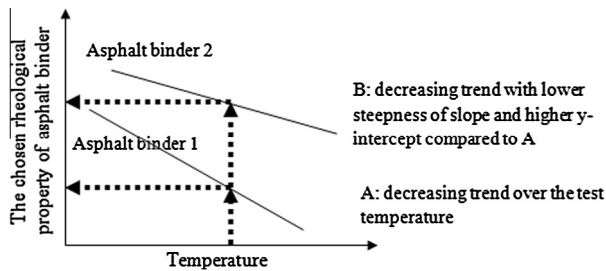 The chosen rheological
property of asphalt binder
Asphalt binder 2
Asphalt binder 1
B: decreasing trend with lower
steepness of slope and higher y-
intercept compared to A
A: decreasing trend over the test
temperature
Temperature